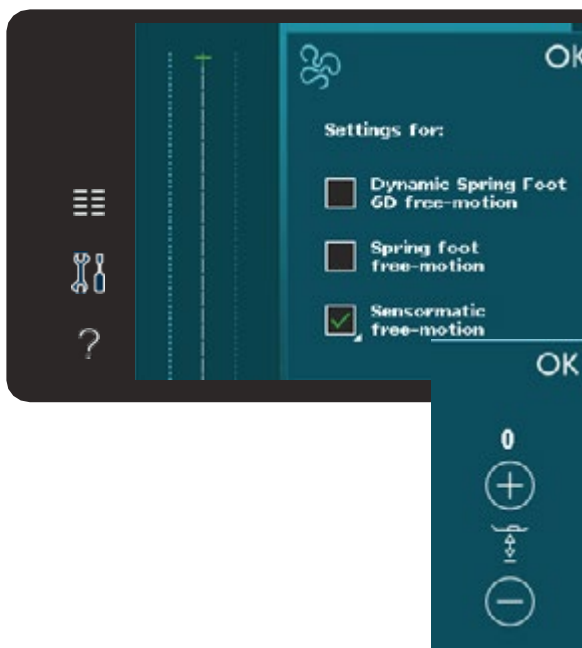 OK
Settings for:
Dynamic Spring Foot
6D free-motion
Spring foot
free-motion
Sensormatic
free-motion
?
OK
0